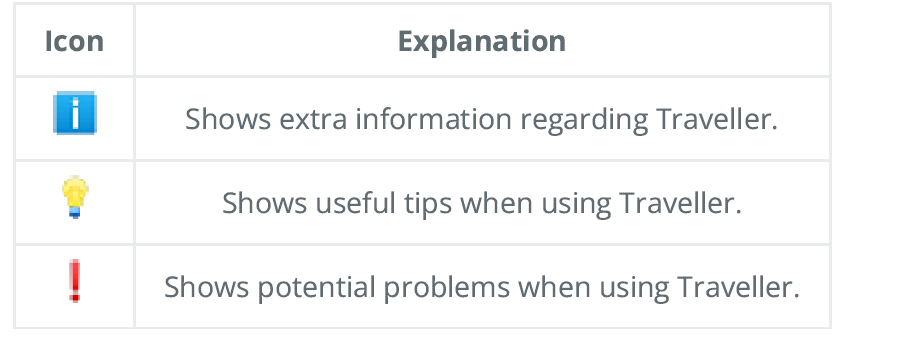 Icon Explanation
i Shows extra information regarding Traveller.
Shows useful tips when using Traveller.
Shows potential problems when using Traveller.